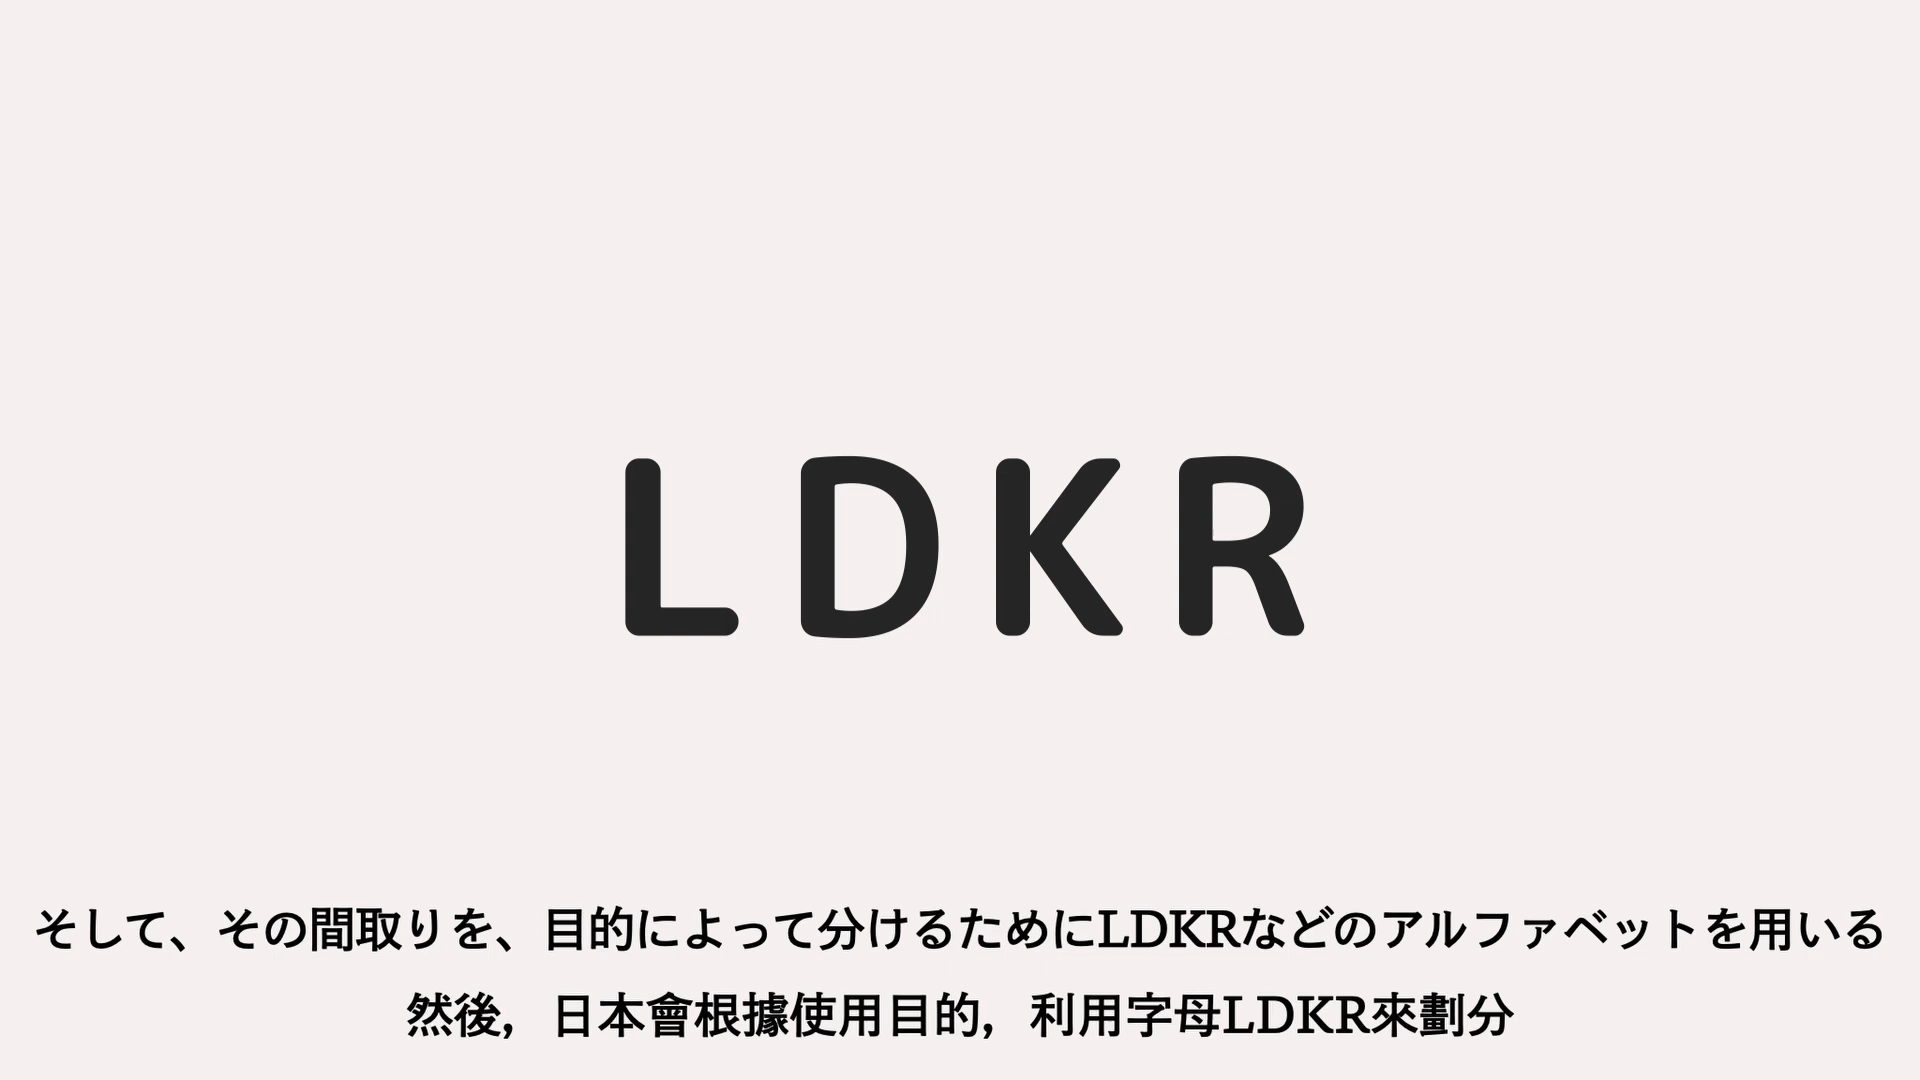 LDKR
そして、その間取りを、目的によって分けるためにLDKRなどのアルファベットを用いる
然後，日本會根據使用目的，利用字母LDKR來劃分